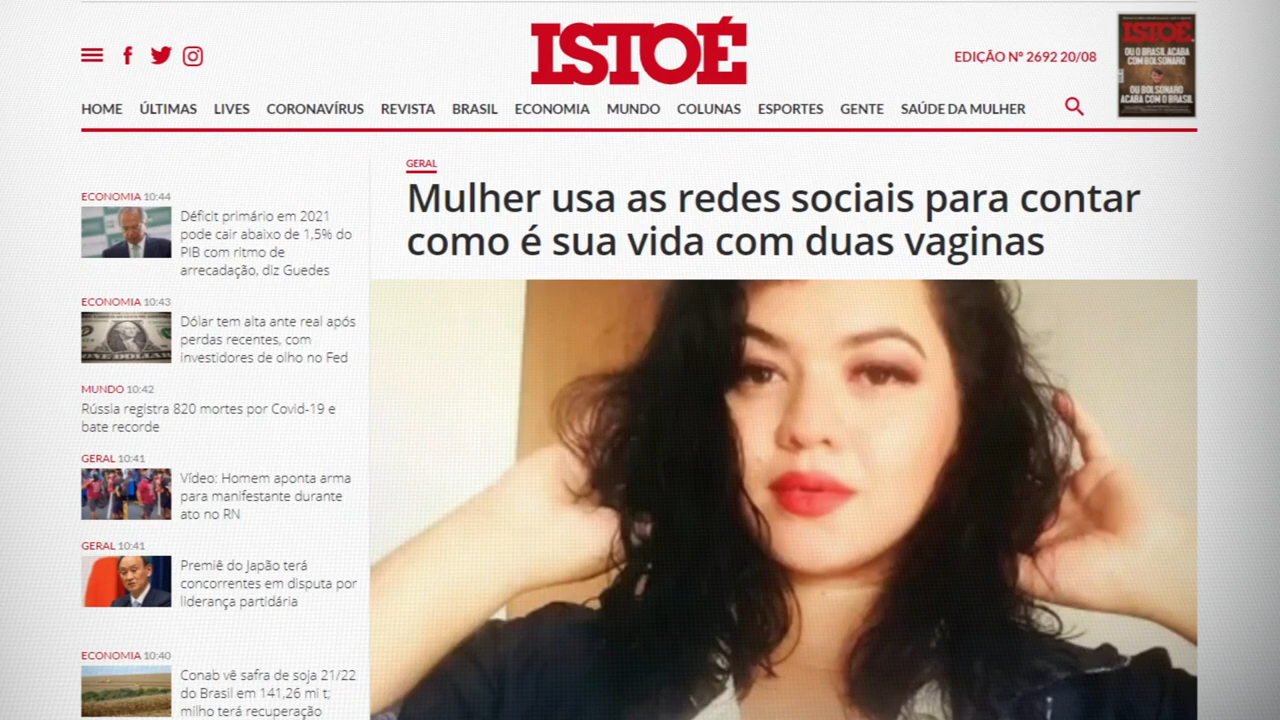 ISTOÉ
EDIÇÃO Nº 2692 20/08
ISTOÉ
OU O BRASIL ACABA
COM BOLSONARO
OU BOLSONARO
ACABA COM O BRASIL
HOME ÚLTIMAS LIVES CORONAVÍRUS REVISTA BRASIL ECONOMIA MUNDO COLUNAS ESPORTES GENTE SAÚDE DA MULHER
GERAL
Mulher usa as redes sociais para contar
como é sua vida com duas vaginas
ECONOMIA 10:44
Déficit primário em 2021
pode cair abaixo de 1,5% do
PIB com ritmo de
arrecadação, diz Guedes
ECONOMIA 10:43
Dólar tem alta ante real após
perdas recentes, com
investidores de olho no Fed
ONE DOLLAR
MUNDO 10:42
Rússia registra 820 mortes por Covid-19 e
bate recorde
GERAL 10:41
Vídeo: Homem aponta arma
para manifestante durante
ato no RN
GERAL 10:41
Premiê do Japão terá
concorrentes em disputa por
liderança partidária
ECONOMIA 10:40
Conab vê safra de soja 21/22
do Brasil em 141,26 mi t;
milho terá recuperação